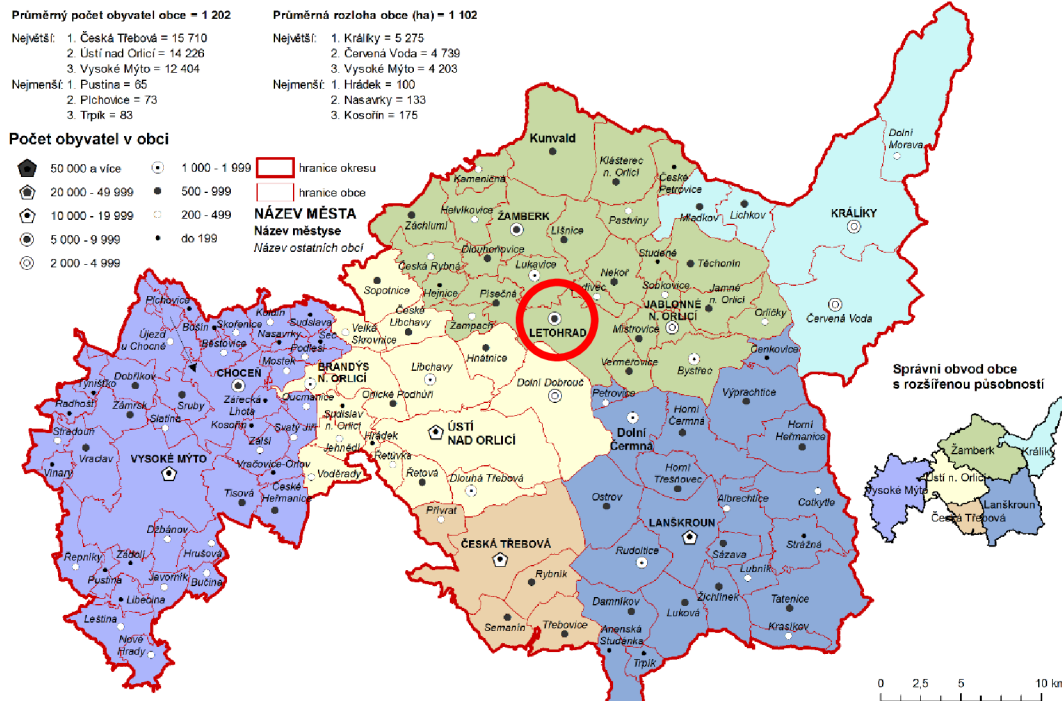 Průměrný počet obyvatel obce = 1 202
Největší: 1. Česká Třebová = 15 710
2. Ústí nad Orlicí = 14 226
3. Vysoké Mýto = 12 404
Nejmenší: 1. Pustina = 65
2. Plchovice = 73
3. Trpík = 83
Průměrná rozloha obce (ha) = 1 102
Největší: 1. Králíky = 5 275
2. Červená Voda = 4 739
3. Vysoké Mýto = 4 203
Nejmenší: 1. Hrádek = 100
2. Nasavrky = 133
3. Kosořín = 175
Počet obyvatel v obci
50 000 a více
20 000 - 49 999
10 000 - 19 999
5 000 - 9 999
2 000 - 4 999
1 000 - 1 999
500 - 999
200 - 499
do 199
hranice okresu
hranice obce
NÁZEV MĚSTA
Název městyse
Název ostatních obcí
Dolní
Morava
Kunvald
Klášterec
n. Orlicí
České
Petrovice
Kameničná
Mladkov
Lichkov
KRÁLÍKY
Helvíkovice
Záchlumí
ŽAMBERK
Pastviny
Líšnice
Dlouhoňovice
Studené
Těchonín
Česká Rybná
Lukavice
Nekoř
Sobkovice
Jamné
n. Orlicí
Sopotnice
Hejnice
Písečná
JABLONNÉ
N. ORLICÍ
Orličky
Červená Voda
České
Libchavy
Žampach
LETOHRAD
Mistrovice
Velké
Skrovnice
Hnátnice
Verměřovice
Bystřec
Čenkovice
Plchovice
Koldín
Sudslava
Bošín
Skořenice
Nasavrky
Seč
Újezd
u Chocně
Běstovice
Podlesí
Mostek
BRANDÝS
N. ORLICÍ
Libchavy
Dolní Dobrouč
Petrovice
Výprachtice
Týnišťko
Dobříkov
CHOCEŇ
Oucmanice
Orlické Podhůří
Radhošť
Zámrsk
Sruby
Zářecká
Lhota
Sudislav
n. Orlicí
Dolní
Čermná
Horní
Čermná
Horní
Heřmanice
Stradouň
Slatina
Kosořín
Svatý Jiří
Hrádek
ÚSTÍ
NAD ORLICÍ
Jehnědí
Zálší
Řetůvka
Vraclav
VYSOKÉ MÝTO
Vračovice-Orlov
Vinary
Voděrady
Řetová
Dlouhá Třebová
Horní
Třešňovec
České
Heřmanice
Tisová
Přívrat
Ostrov
Albrechtice
Cotkytle
Džbánov
LANŠKROUN
Hrušová
ČESKÁ TŘEBOVÁ
Rudoltice
Sázava
Strážná
Řepníky
Zádolí
Lubník
Pustina
Javorník
Bučina
Rybník
Žichlínek
Libecina
Damníkov
Luková
Tatenice
Leština
Semanín
Třebovice
Anenská
Studánka
Krasíkov
Nové
Hrady
Trpík
Správní obvod obce
s rozšířenou působností
Žamberk
Králíky
Vysoké Mýto
Ústí n. Orlicí
Lanškroun
Česká Třebová
0 2,5 5 10 km